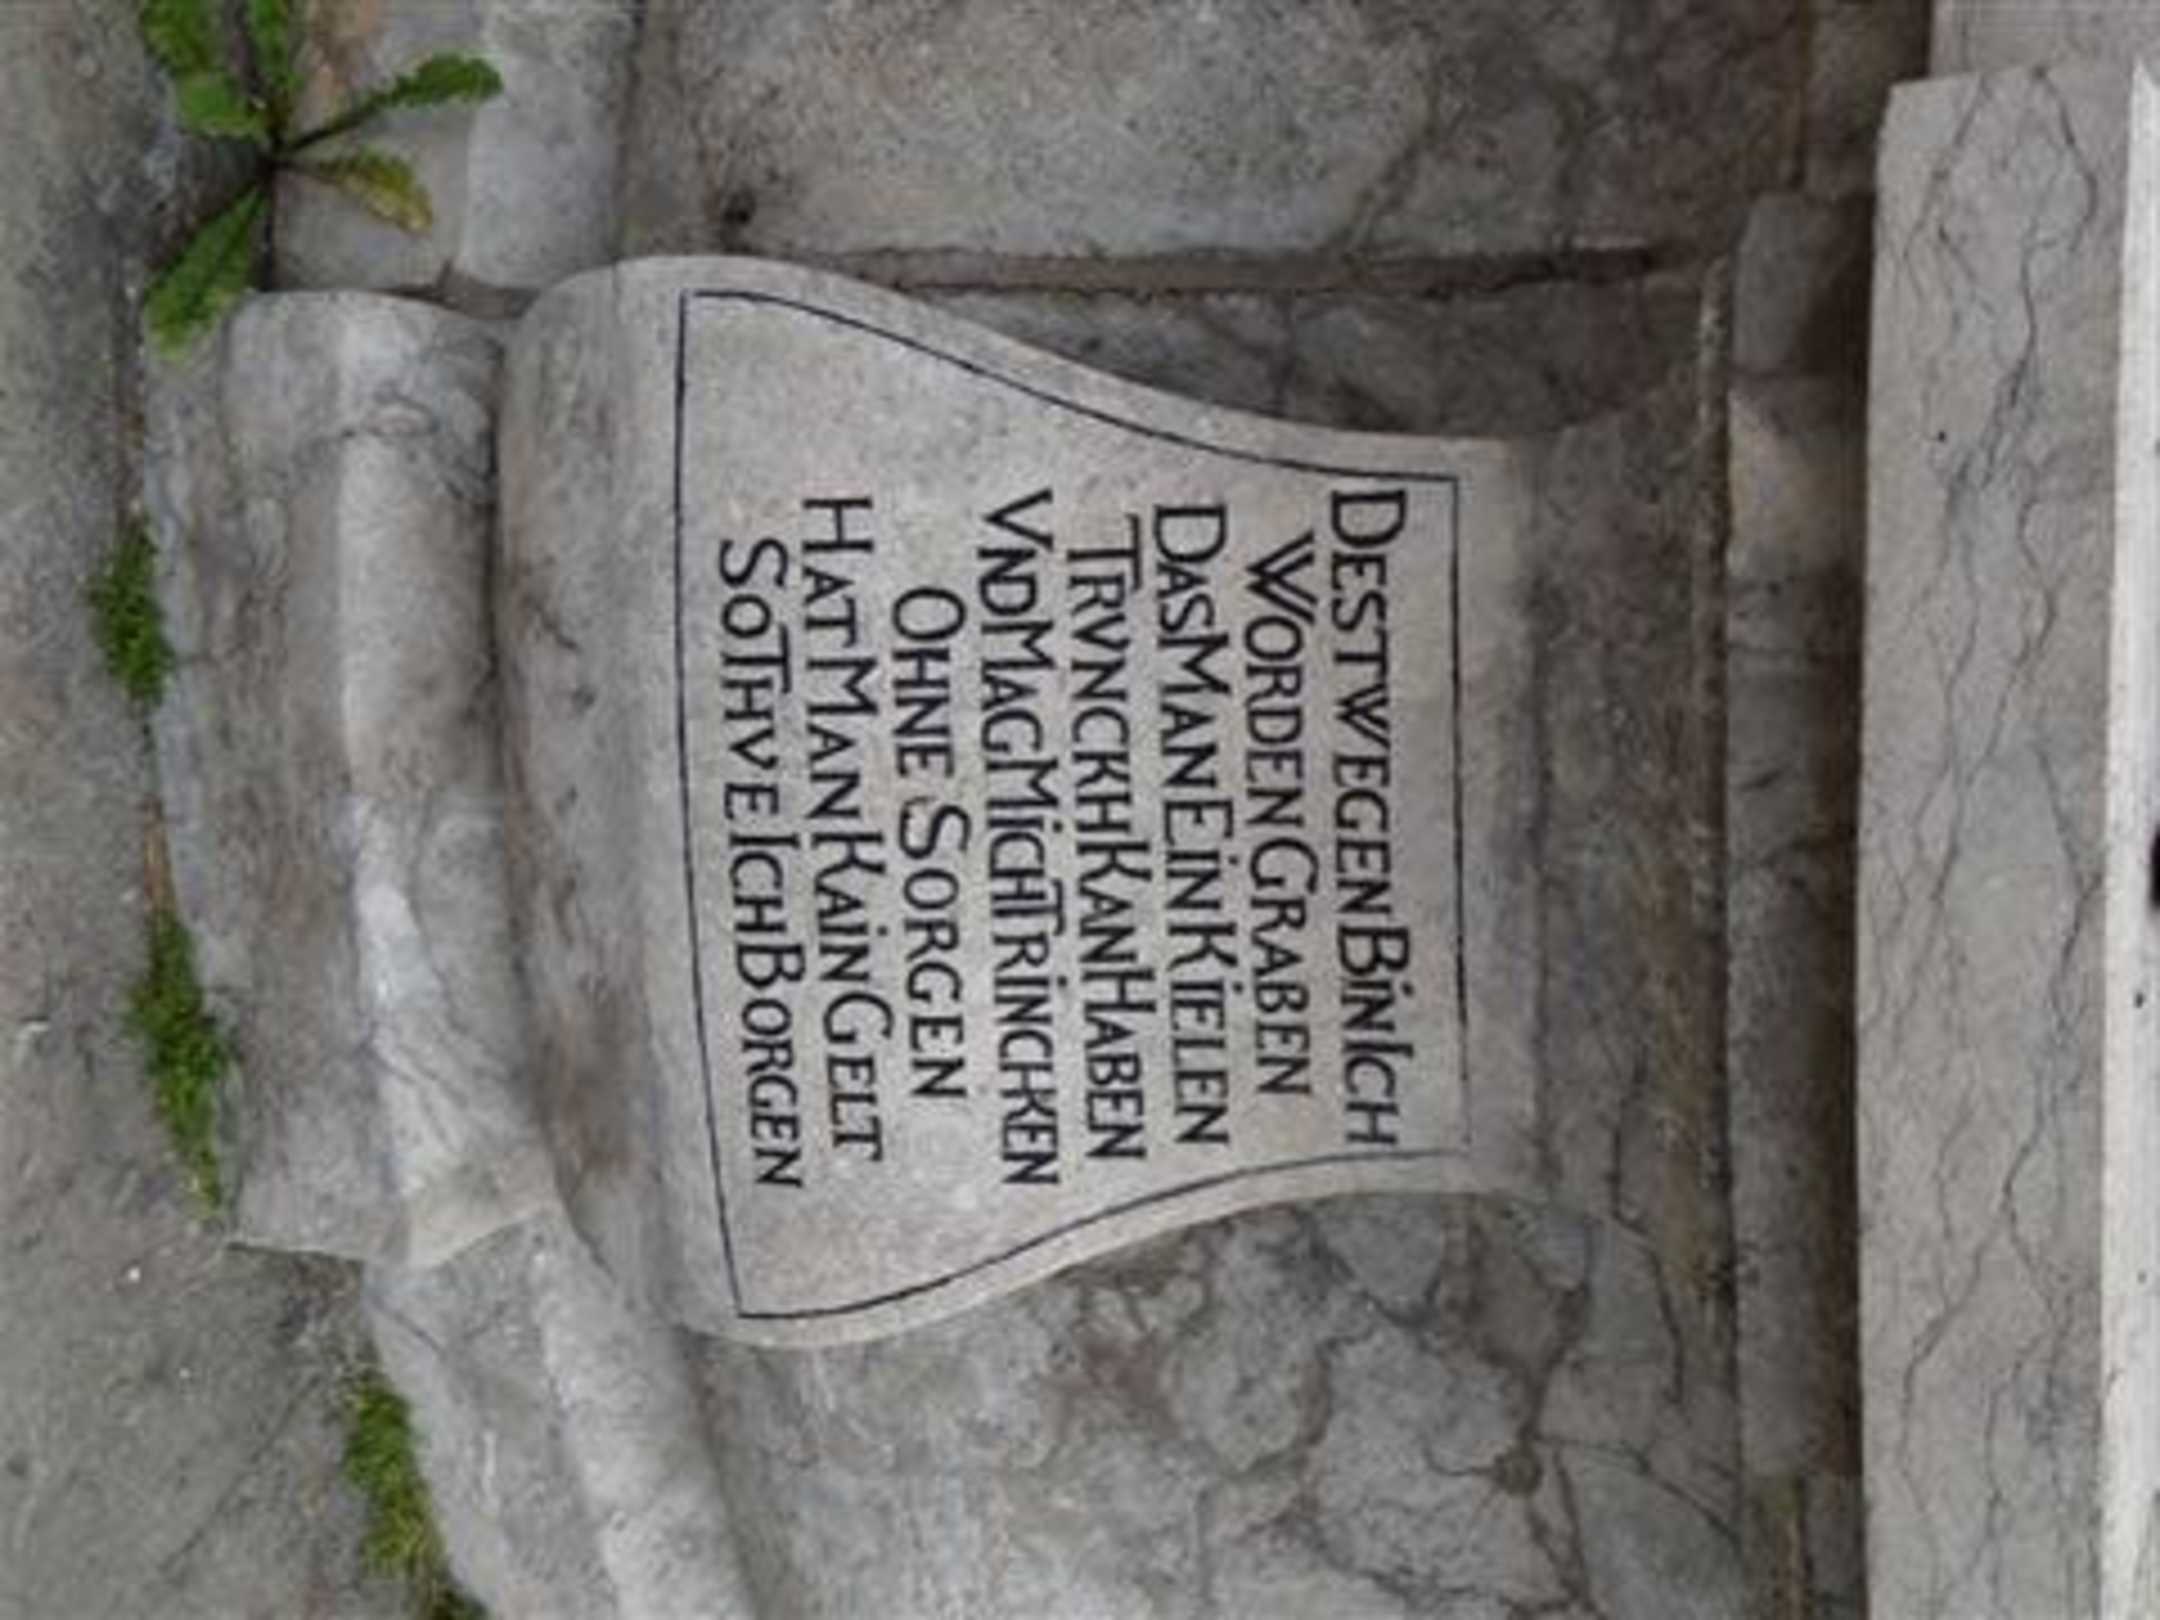 DESTWEGEN BIN ICH
WORDEN GRABEN
DAS MAN EIN KIELEN
TRVNCKH KAN HABEN
VND MAG MICH TRINCKEN
OHNE SORGEN
HAT MAN KAIN GELT
SO THVE ICH BORGEN